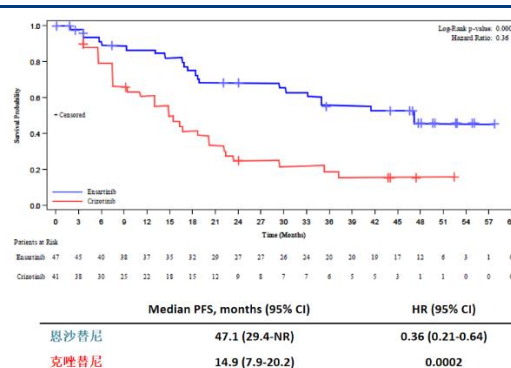 Log-Rank p-value: 0.000
Hazard Ratio: 0.36
1.0
0.8
0.6
0.4
0.2
0.0
Survival Probability
Censored
Ensartinib
Crizotinib
0 3 6 9 12 15 18 21 24 27 30 33 36 39 42 45 48 51 54 57 6
Time (Months)
Patients at Risk
Ensartinib 47 45 40 38 37 35 32 29 27 27 26 24 20 20 19 17 12 6 3 1
Crizotinib 41 38 30 25 22 18 15 12 9 8 7 7 6 5 5 3 1 1 0 0
Median PFS, months (95% CI) HR (95% CI)
恩沙替尼 47.1 (29.4-NR) 0.36 (0.21-0.64)
克唑替尼 14.9 (7.9-20.2) 0.0002